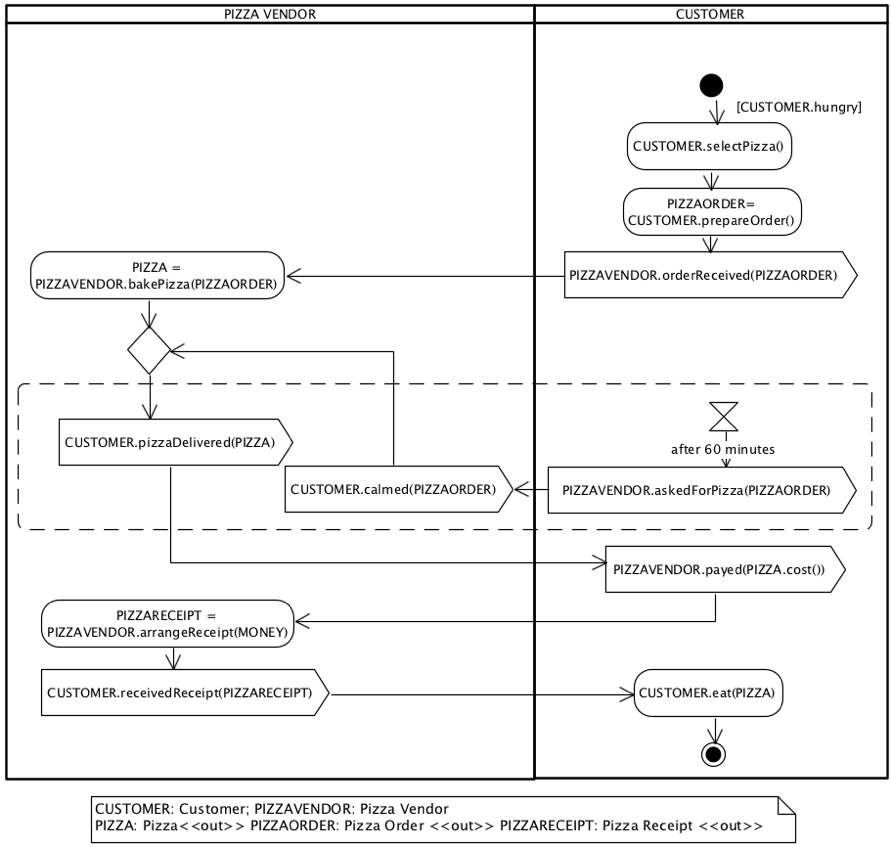 PIZZA VENDOR
CUSTOMER
[CUSTOMER.hungry]
CUSTOMER.selectPizza()
PIZZAORDER=
CUSTOMER.prepareOrder()
PIZZA =
PIZZAVENDOR.bakePizza(PIZZAORDER)
PIZZAVENDOR.orderReceived(PIZZAORDER)
CUSTOMER.pizzaDelivered(PIZZA)
after 60 minutes
CUSTOMER.calmed(PIZZAORDER)
PIZZAVENDOR.askedForPizza(PIZZAORDER)
PIZZAVENDOR.payed(PIZZA.cost())
PIZZARECEIPT =
PIZZAVENDOR.arrangeReceipt(MONEY)
CUSTOMER.receivedReceipt(PIZZARECEIPT)
CUSTOMER.eat(PIZZA)
CUSTOMER: Customer; PIZZAVENDOR: Pizza Vendor
PIZZA: Pizza<<out>> PIZZAORDER: Pizza Order <<out>> PIZZARECEIPT: Pizza Receipt <<out>>